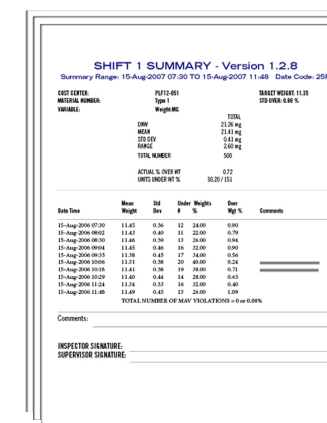 SHIFT 1 SUMMARY - Version 1.2.8
Summary Range: 15-Aug-2007 07:30 TO 15-Aug-2007 11:48 Date Code: 25F
COST CENTER: PLF12-051 TARGET WEIGHT: 11.35
MATERIAL NUMBER: Type 1 STD OVER: 0.80 %
VARIABLE: Weight:MG
TOTAL
MEAN 21.41 mg
STD DEV 0.41 mg
RANGE 2.60 mg
TOTAL NUMBER 500
ACTUAL % OVER WT 0.72
UNITS UNDER WT % 30.20 / 151
Mean Std Under Weights Over
Date Time Weight Dev # % Wgt % Comments
15-Aug-2006 07:30 11.45 0.36 12 24.00 0.90
15-Aug-2006 08:02 11.43 0.40 11 22.00 0.79
15-Aug-2006 08:30 11.46 0.39 13 26.00 0.94
15-Aug-2006 09:04 11.45 0.46 16 32.00 0.90
15-Aug-2006 09:35 11.38 0.45 17 34.00 0.56
15-Aug-2006 10:06 11.31 0.38 20 40.00 0.24
15-Aug-2006 10:18 11.41 0.38 19 38.00 0.71
15-Aug-2006 10:29 11.40 0.44 14 28.00 0.65
15-Aug-2006 11:24 11.34 0.33 16 32.00 0.40
15-Aug-2006 11:48 11.49 0.45 13 26.00 1.09
TOTAL NUMBER OF MAV VIOLATIONS = 0 or 0.00%
Comments:
INSPECTOR SIGNATURE:
SUPERVISOR SIGNATURE: